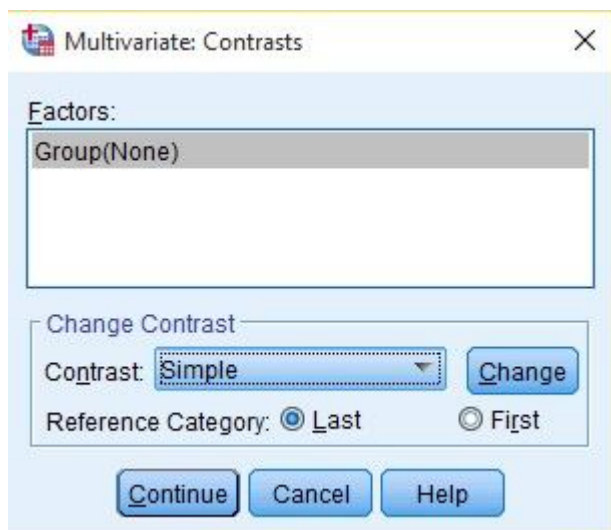 Multivariate: Contrasts
Factors:
Group(None)
Change Contrast
Contrast: Simple Change
Reference Category: Last First
Continue Cancel Help